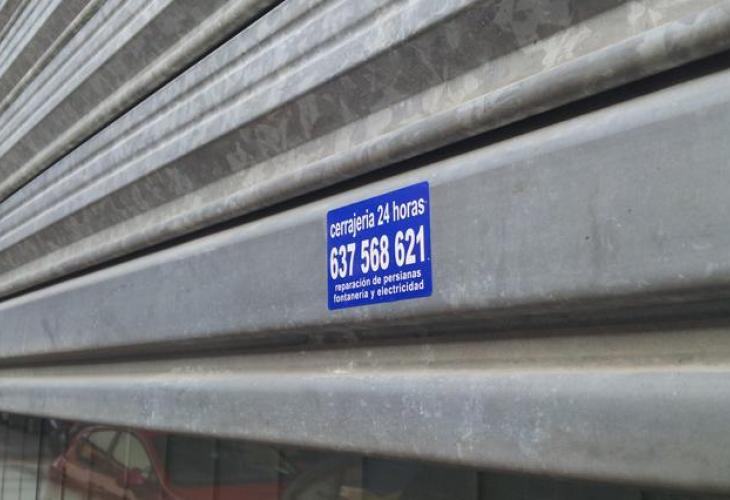 cerrajeria 24 horas
637 568 621
reparación de persianas
fontanería y electricidad